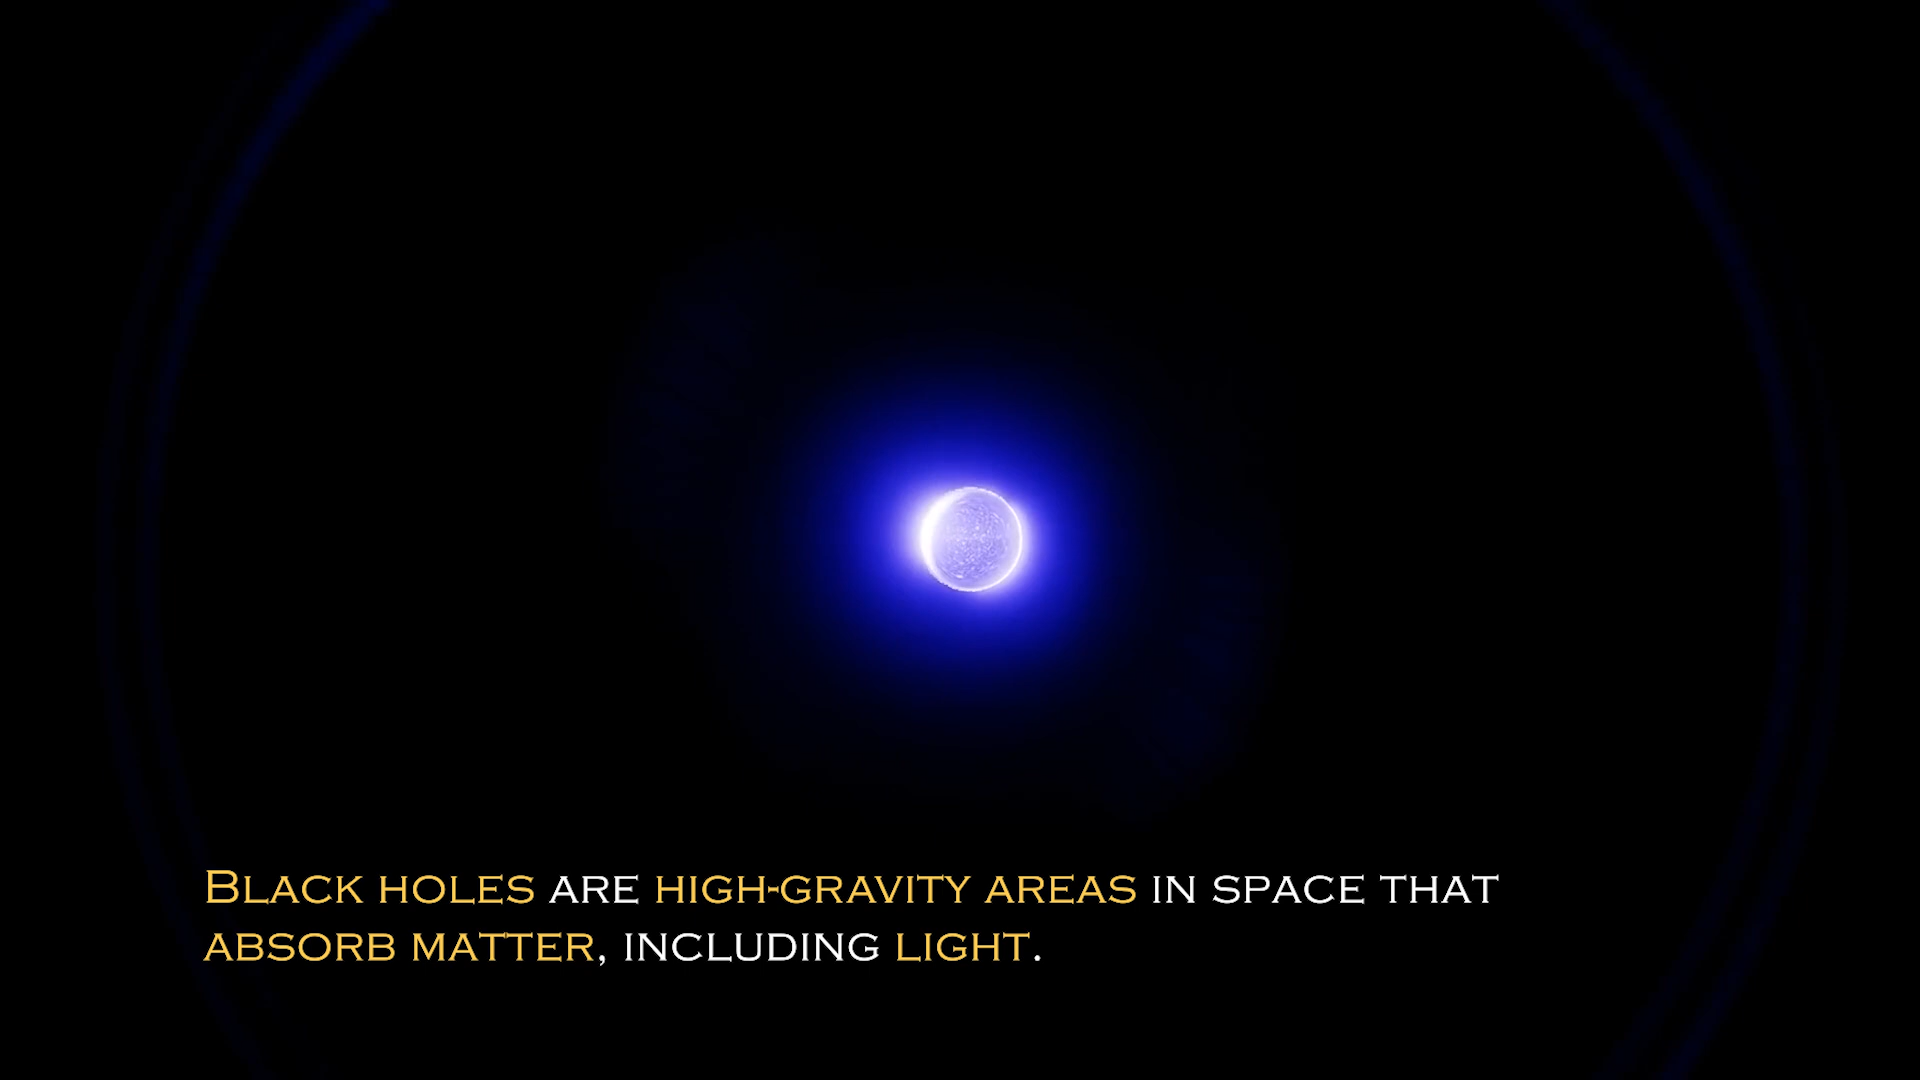 Black holes are high-gravity areas in space that
absorb matter, including light.